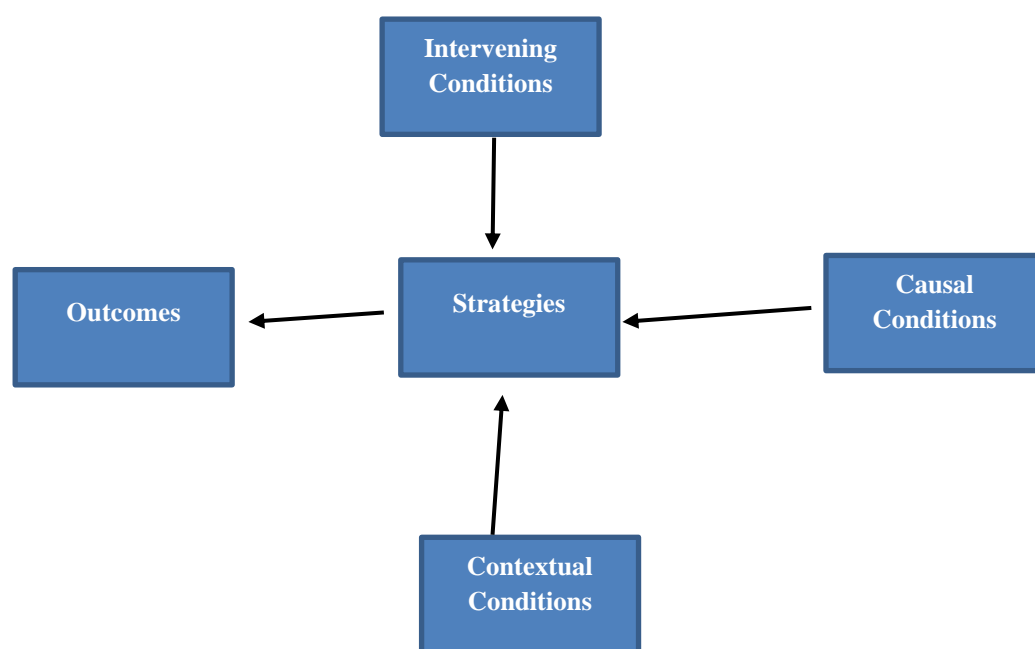 Intervening
Conditions
Outcomes
Strategies
Causal
Conditions
Contextual
Conditions